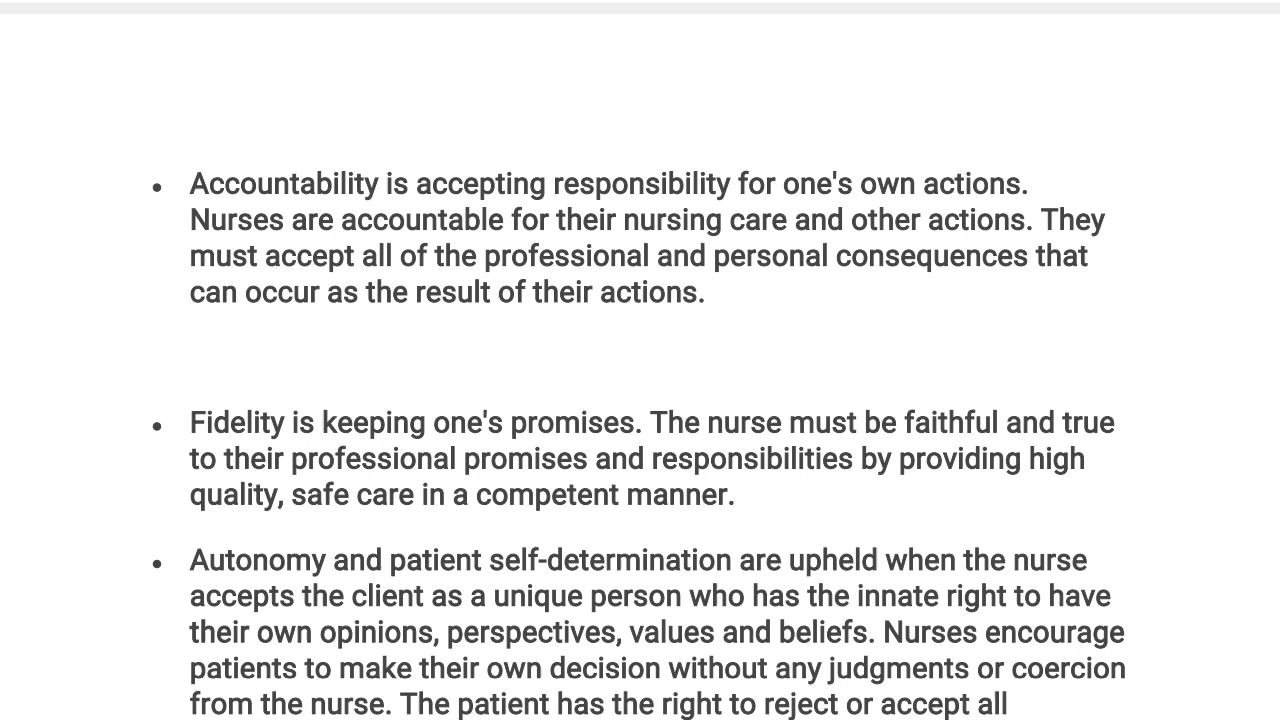 • Accountability is accepting responsibility for one's own actions.
Nurses are accountable for their nursing care and other actions. They
must accept all of the professional and personal consequences that
can occur as the result of their actions.
• Fidelity is keeping one's promises. The nurse must be faithful and true
to their professional promises and responsibilities by providing high
quality, safe care in a competent manner.
• Autonomy and patient self-determination are upheld when the nurse
accepts the client as a unique person who has the innate right to have
their own opinions, perspectives, values and beliefs. Nurses encourage
patients to make their own decision without any judgments or coercion
from the nurse. The patient has the right to reject or accept all